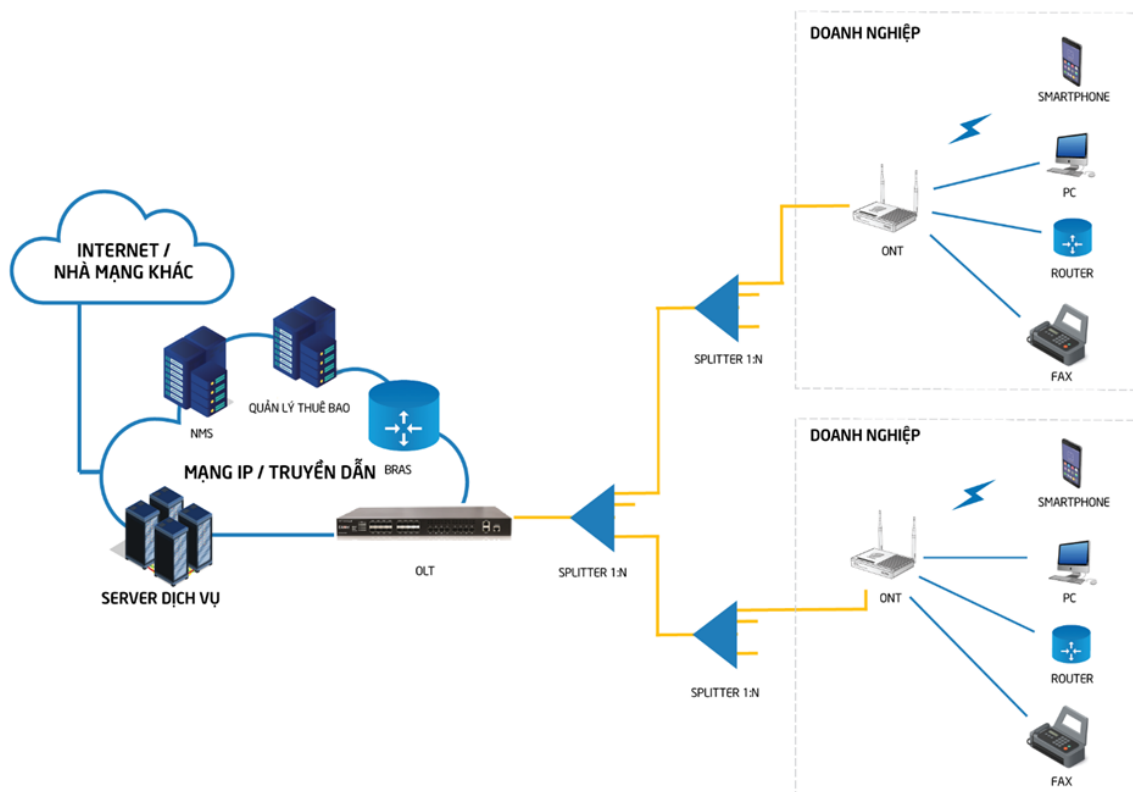 DOANH NGHIỆP
SMARTPHONE
PC
ONT
ROUTER
FAX
INTERNET /
NHÀ MẠNG KHÁC
SPLITTER 1:N
QUẢN LÝ THUÊ BAO
NMS
BRAS
MẠNG IP / TRUYỀN DẪN
OLT
SPLITTER 1:N
SERVER DỊCH VỤ
DOANH NGHIỆP
SMARTPHONE
PC
ONT
ROUTER
SPLITTER 1:N
FAX